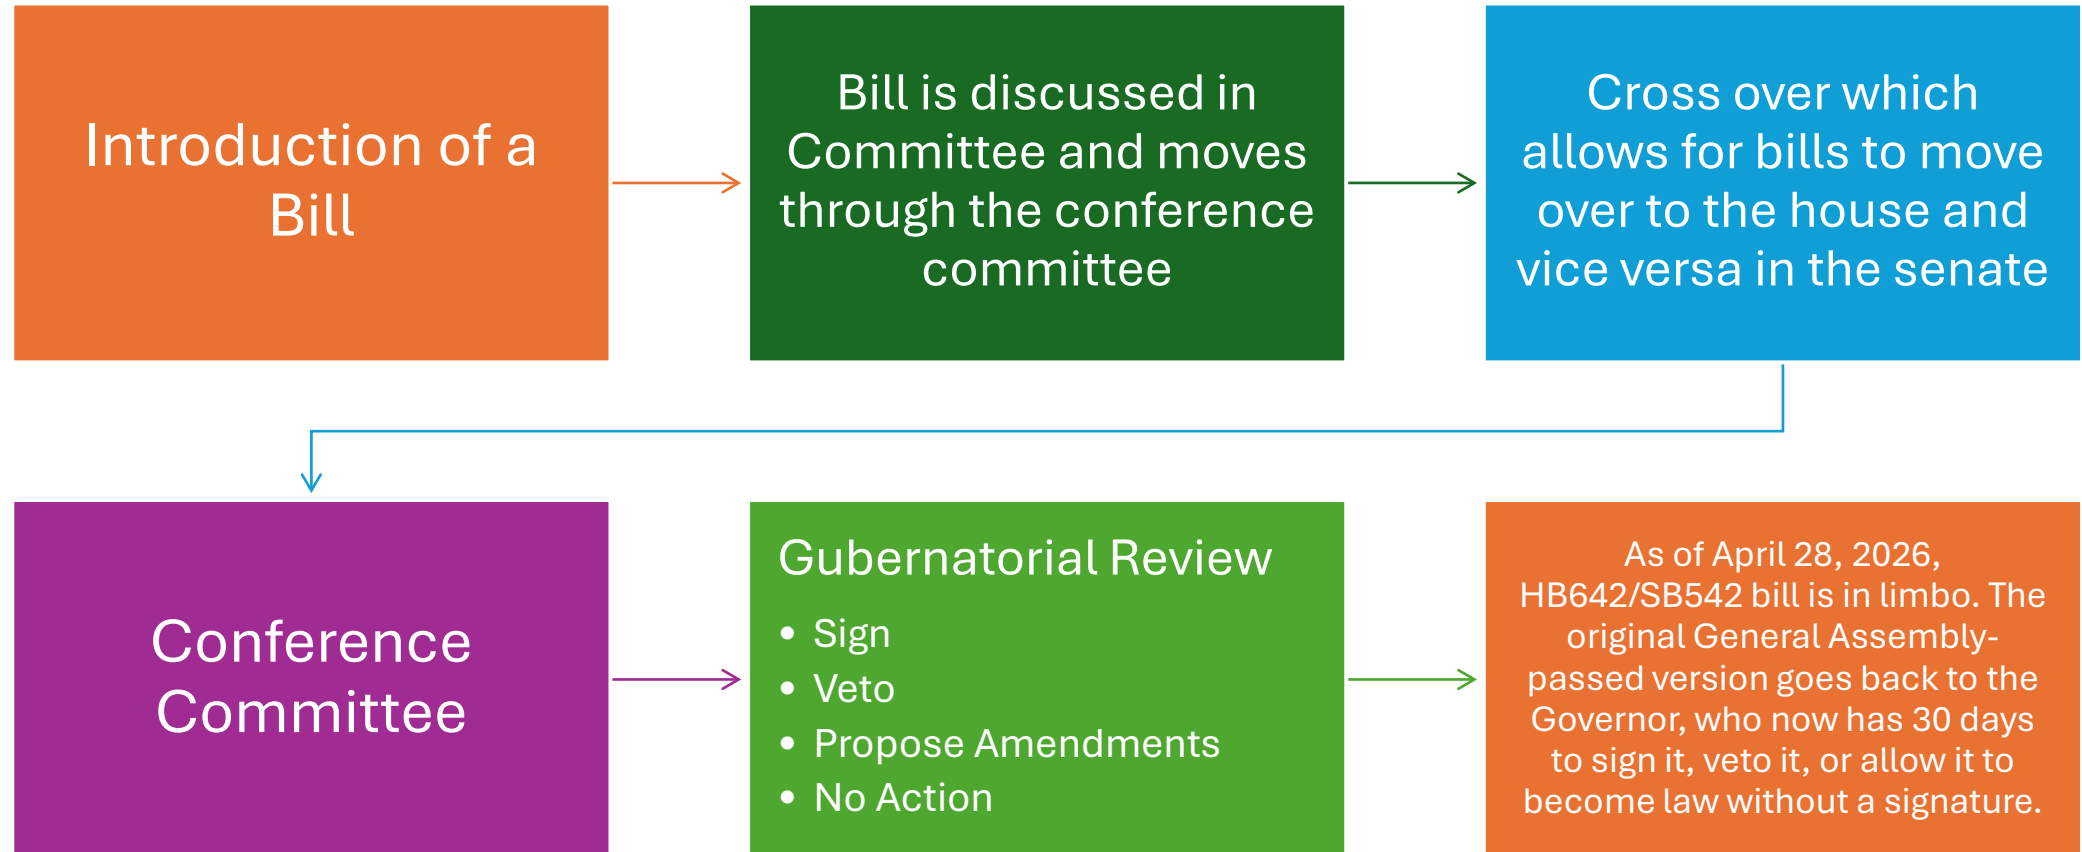 Introduction of a
Bill
Bill is discussed in
Committee and moves
through the conference
committee
Cross over which
allows for bills to move
over to the house and
vice versa in the senate
Conference
Committee
Gubernatorial Review
• Sign
• Veto
• Propose Amendments
• No Action
As of April 28, 2026,
HB642/SB542 bill is in limbo. The
original General Assembly-
passed version goes back to the
Governor, who now has 30 days
to sign it, veto it, or allow it to
become law without a signature.